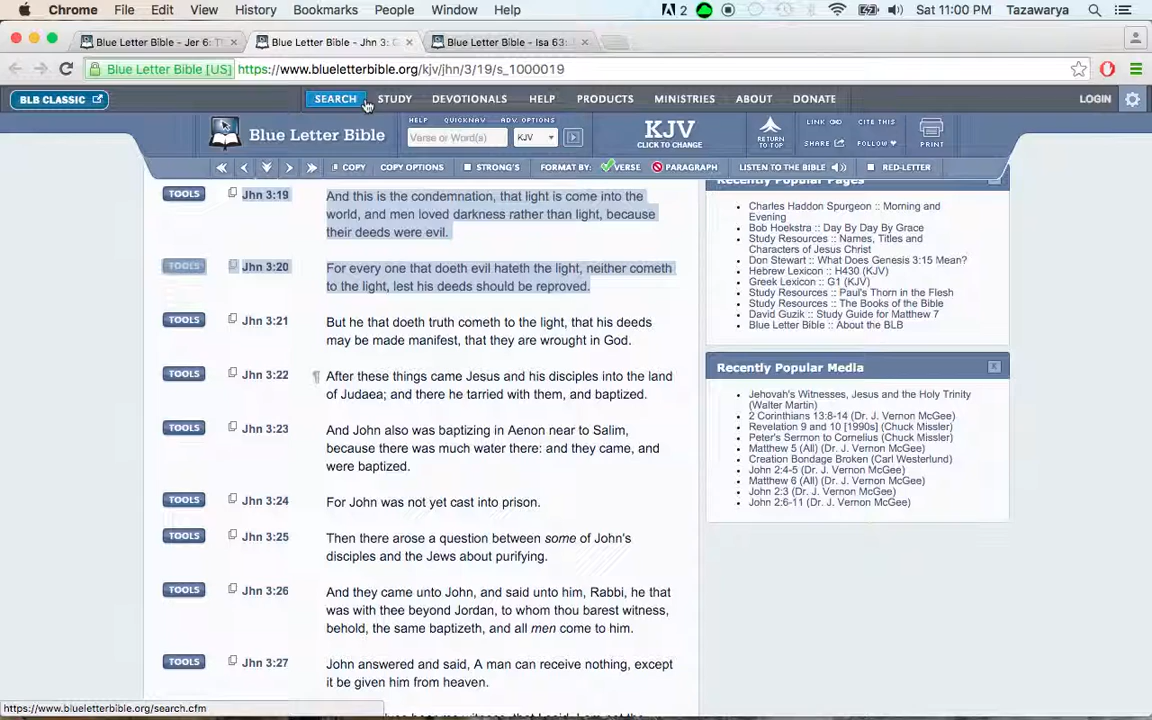 Chrome File Edit View History Bookmarks People Window Help 2 Sat 11:00 PM Tazawarya
Blue Letter Bible - Jer 6: T × Blue Letter Bible - Jhn 3: × Blue Letter Bible - Isa 63: ×
Blue Letter Bible [US] https://www.blueletterbible.org/kjv/jhn/3/19/s_1000019
BLB CLASSIC SEARCH STUDY DEVOTIONALS HELP PRODUCTS MINISTRIES ABOUT DONATE LOGIN
HELP QUICKNAV ADV. OPTIONS
Blue Letter Bible Verse or Word(s) KJV
KJV
CLICK TO CHANGE
RETURN
TO TOP
LINK CITE THIS
SHARE FOLLOW PRINT
COPY COPY OPTIONS STRONG'S FORMAT BY: VERSE PARAGRAPH LISTEN TO THE BIBLE RED-LETTER
TOOLS Jhn 3:19 And this is the condemnation, that light is come into the
world, and men loved darkness rather than light, because
their deeds were evil.
TOOLS Jhn 3:20 For every one that doeth evil hateth the light, neither cometh
to the light, lest his deeds should be reproved.
TOOLS Jhn 3:21 But he that doeth truth cometh to the light, that his deeds
may be made manifest, that they are wrought in God.
TOOLS Jhn 3:22 ¶ After these things came Jesus and his disciples into the land
of Judaea; and there he tarried with them, and baptized.
TOOLS Jhn 3:23 And John also was baptizing in Aenon near to Salim,
because there was much water there: and they came, and
were baptized.
TOOLS Jhn 3:24 For John was not yet cast into prison.
TOOLS Jhn 3:25 Then there arose a question between some of John's
disciples and the Jews about purifying.
TOOLS Jhn 3:26 And they came unto John, and said unto him, Rabbi, he that
was with thee beyond Jordan, to whom thou barest witness,
behold, the same baptizeth, and all men come to him.
TOOLS Jhn 3:27 John answered and said, A man can receive nothing, except
it be given him from heaven.
Recently Popular Pages
Charles Haddon Spurgeon :: Morning and
Evening
Bob Hoekstra :: Day By Day By Grace
Study Resources :: Names, Titles and
Characters of Jesus Christ
Don Stewart :: What Does Genesis 3:15 Mean?
Hebrew Lexicon :: H430 (KJV)
Greek Lexicon :: G1 (KJV)
Study Resources :: Paul's Thorn in the Flesh
Study Resources :: The Books of the Bible
David Guzik :: Study Guide for Matthew 7
Blue Letter Bible :: About the BLB
Recently Popular Media x
Jehovah's Witnesses, Jesus and the Holy Trinity
(Walter Martin)
2 Corinthians 13:8-14 (Dr. J. Vernon McGee)
Revelation 9 and 10 [1990s] (Chuck Missler)
Peter's Sermon to Cornelius (Chuck Missler)
Matthew 5 (All) (Dr. J. Vernon McGee)
Creation Bondage Broken (Carl Westerlund)
John 2:4-5 (Dr. J. Vernon McGee)
Matthew 6 (All) (Dr. J. Vernon McGee)
John 2:3 (Dr. J. Vernon McGee)
John 2:6-11 (Dr. J. Vernon McGee)
https://www.blueletterbible.org/search.cfm